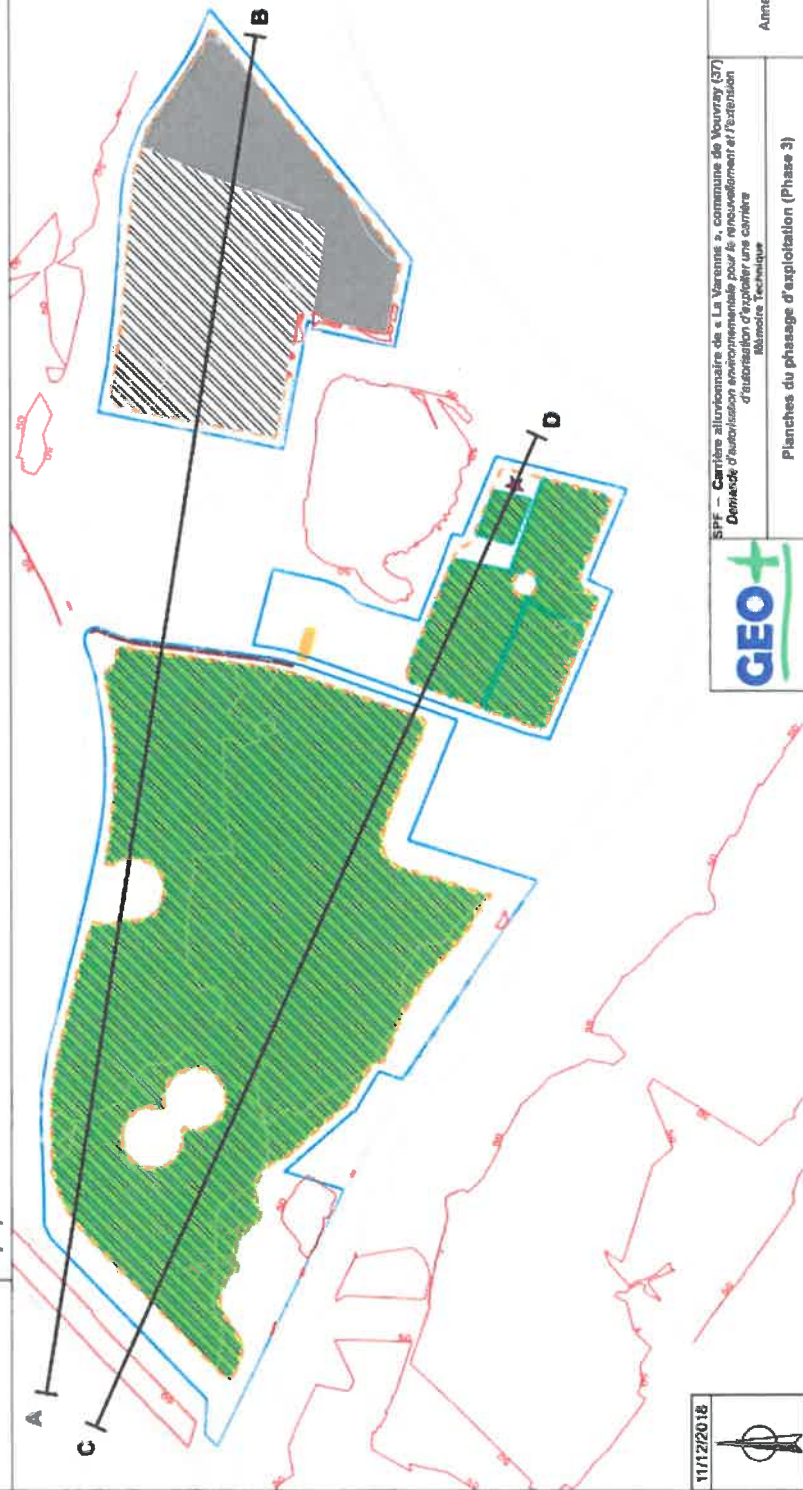 A
B
C
D
11/12/2018
GEO+
SPF – Carrière alluvionnaire de « La Varenne », commune de Vouvray (37)
Demande d'autorisation environnementale pour le renouvellement et l'extension
d'autorisation d'exploiter une carrière
Mémoire Technique
Planches du phasage d'exploitation (Phase 3)
Anne